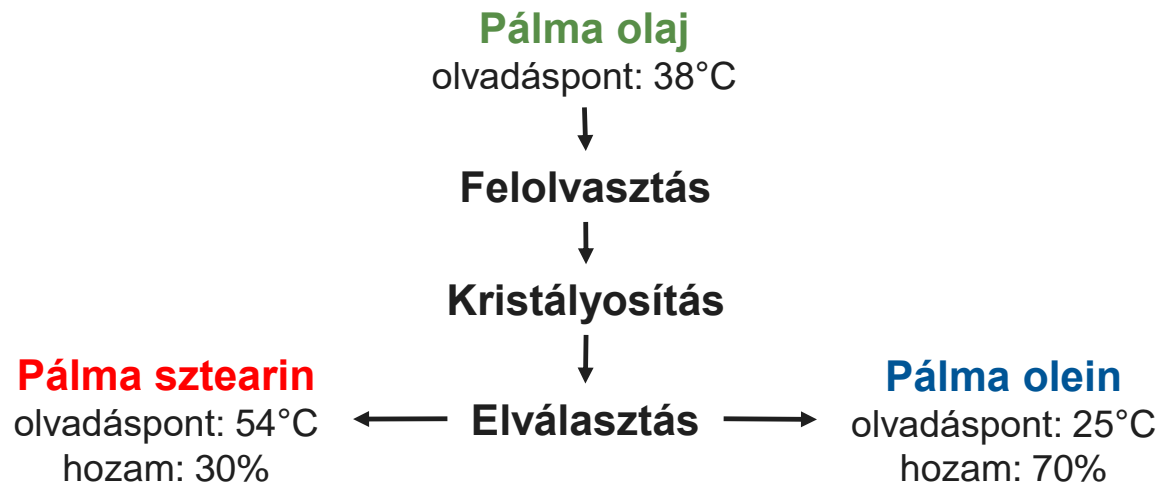 Pálma olaj
olvadáspont: 38°C
Felolvasztás
Kristályosítás
Pálma sztearin
olvadáspont: 54°C
hozam: 30%
Elválasztás
Pálma olein
olvadáspont: 25°C
hozam: 70%